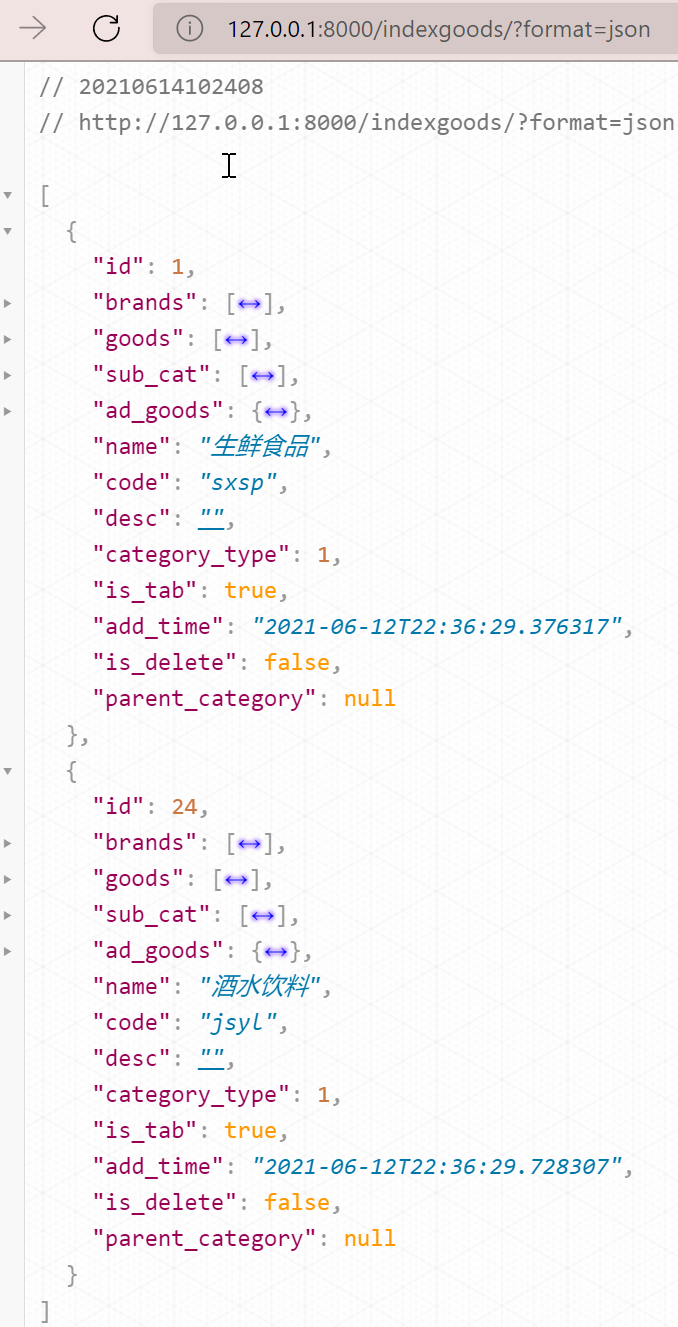 127.0.0.1:8000/indexgoods/?format=json
// 20210614102408
// http://127.0.0.1:8000/indexgoods/?format=json
[
{
"id": 1,
"brands": [↔],
"goods": [↔],
"sub_cat": [↔],
"ad_goods": {↔},
"name": "生鲜食品",
"code": "sxsp",
"desc": "",
"category_type": 1,
"is_tab": true,
"add_time": "2021-06-12T22:36:29.376317",
"is_delete": false,
"parent_category": null
},
{
"id": 24,
"brands": [↔],
"goods": [↔],
"sub_cat": [↔],
"ad_goods": {↔},
"name": "酒水饮料",
"code": "jsyl",
"desc": "",
"category_type": 1,
"is_tab": true,
"add_time": "2021-06-12T22:36:29.728307",
"is_delete": false,
"parent_category": null
}
]